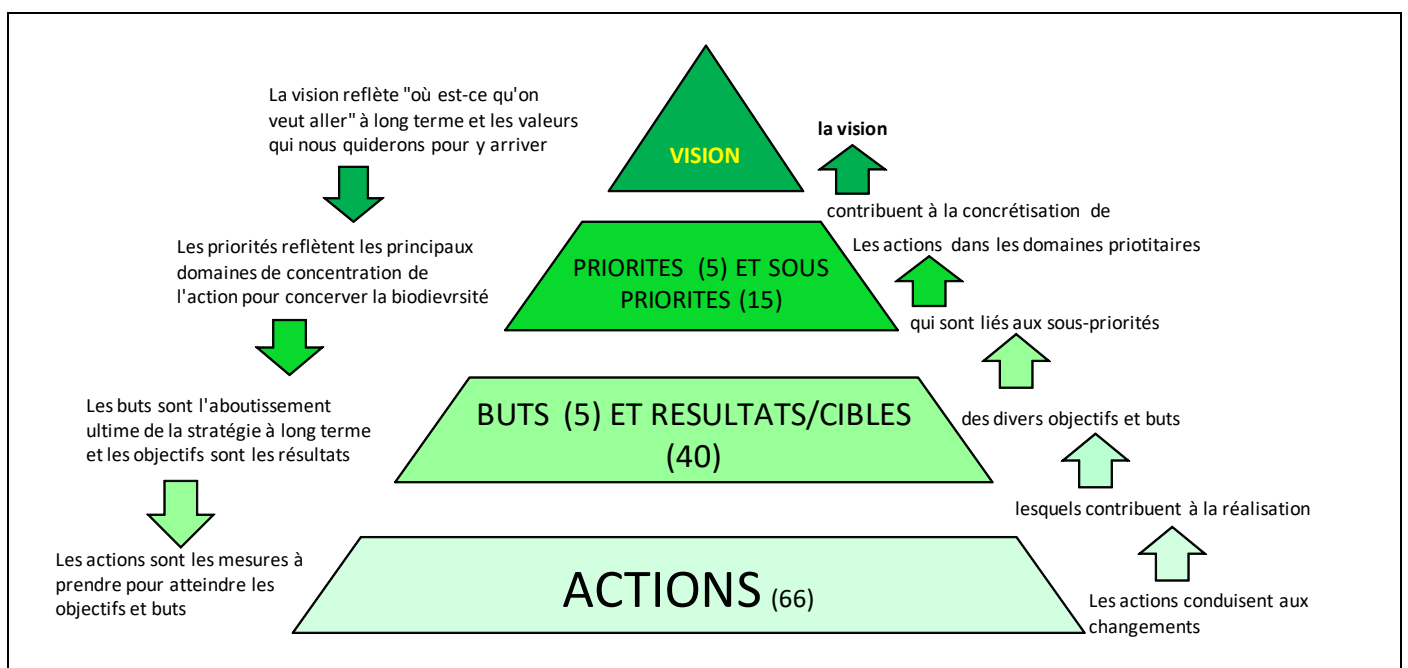 La vision reflète "où est-ce qu'on
veut aller" à long terme et les valeurs
qui nous quiderons pour y arriver
Les priorités reflètent les principaux
domaines de concentration de
l'action pour concerver la biodievrsité
Les buts sont l'aboutissement
ultime de la stratégie à long terme
et les objectifs sont les résultats
Les actions sont les mesures à
prendre pour atteindre les
objectifs et buts
VISION
PRIORITES (5) ET SOUS
PRIORITES (15)
BUTS (5) ET RESULTATS/CIBLES
(40)
ACTIONS (66)
la vision
contribuent à la concrétisation de
Les actions dans les domaines priotitaires
qui sont liés aux sous-priorités
des divers objectifs et buts
lesquels contribuent à la réalisation
Les actions conduisent aux
changements